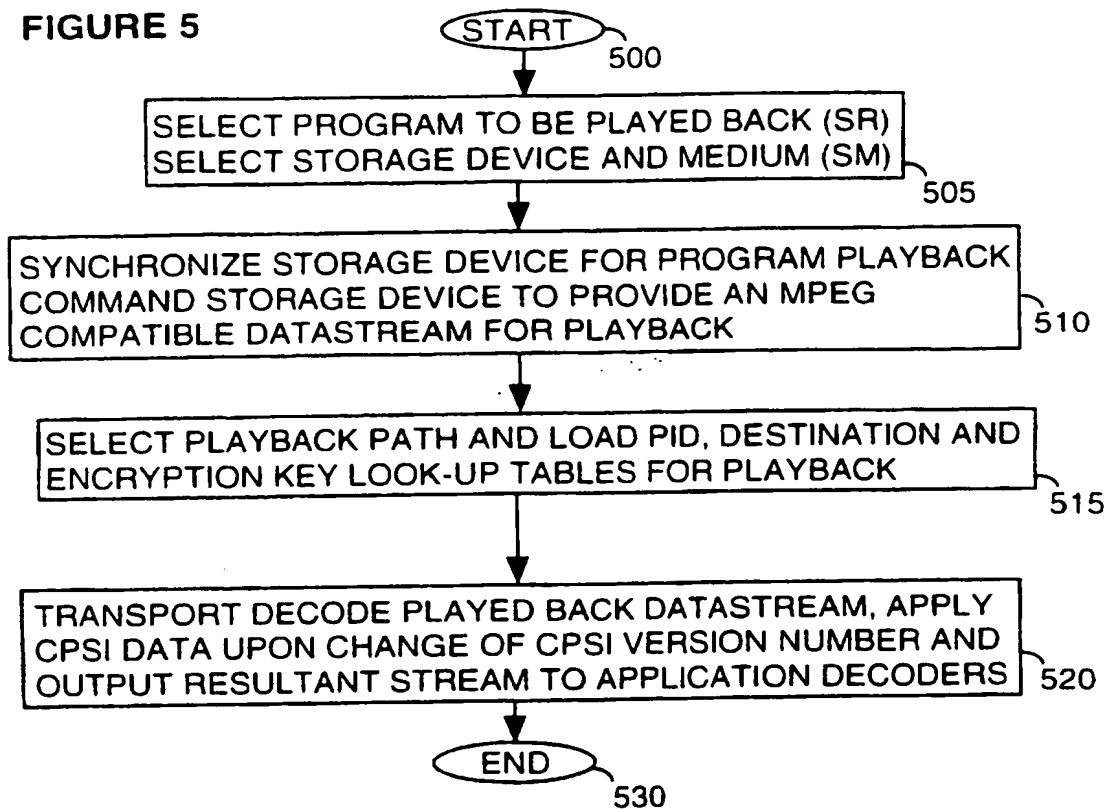 FIGURE 5
START
500
SELECT PROGRAM TO BE PLAYED BACK (SR)
SELECT STORAGE DEVICE AND MEDIUM (SM)
505
SYNCHRONIZE STORAGE DEVICE FOR PROGRAM PLAYBACK
COMMAND STORAGE DEVICE TO PROVIDE AN MPEG
COMPATIBLE DATASTREAM FOR PLAYBACK
510
SELECT PLAYBACK PATH AND LOAD PID, DESTINATION AND
ENCRYPTION KEY LOOK-UP TABLES FOR PLAYBACK
515
TRANSPORT DECODE PLAYED BACK DATASTREAM, APPLY
CPSI DATA UPON CHANGE OF CPSI VERSION NUMBER AND
OUTPUT RESULTANT STREAM TO APPLICATION DECODERS
520
END
530